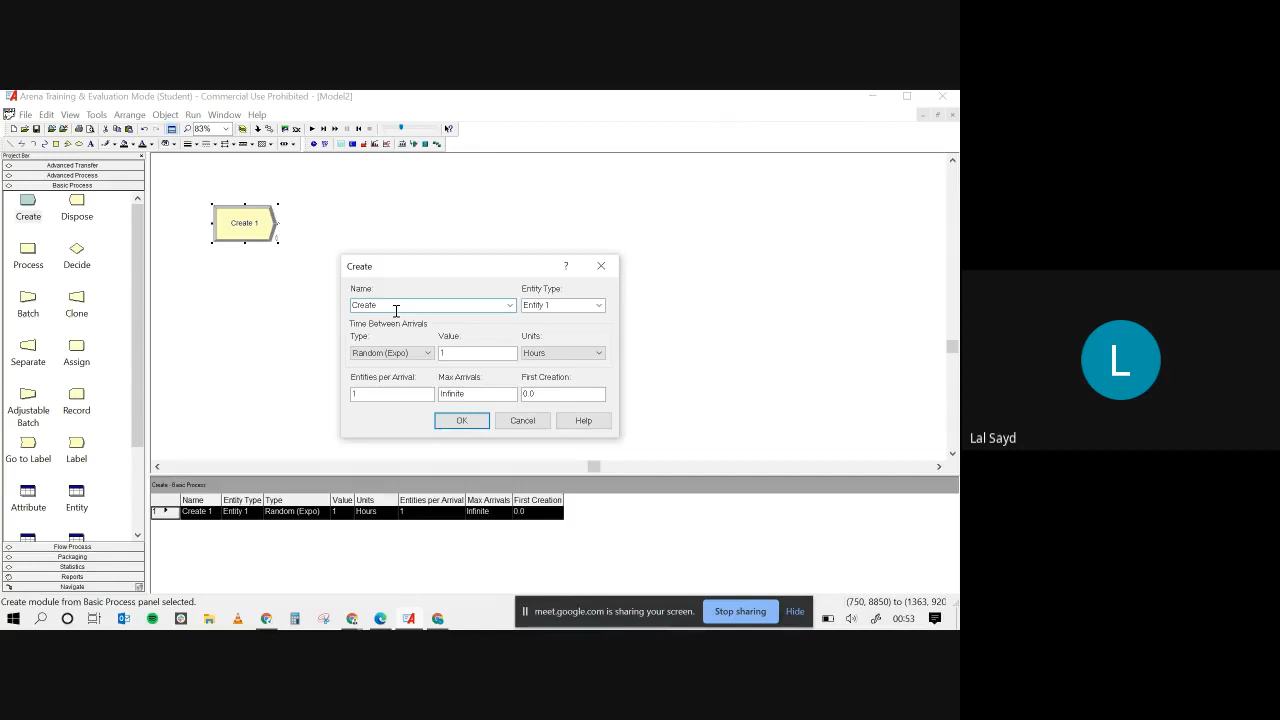 Arena Training & Evaluation Mode (Student) - Commercial Use Prohibited - [Model2]
File Edit View Tools Arrange Object Run Window Help
83%
Project Bar
Advanced Transfer
Advanced Process
Basic Process
Create Dispose
Process Decide
Batch Clone
Separate Assign
Adjustable Batch Record
Go to Label Label
Attribute Entity
Flow Process
Packaging
Statistics
Reports
Navigate
Create 1
Create
?
Name: Entity Type:
Create Entity 1
Time Between Arrivals
Type: Value: Units:
Random (Expo) 1 Hours
Entities per Arrival: Max Arrivals: First Creation:
1 Infinite 0.0
OK Cancel Help
Create - Basic Process
Name Entity Type Type Value Units Entities per Arrival Max Arrivals First Creation
1 Create 1 Entity 1 Random (Expo) 1 Hours 1 Infinite 0.0
Create module from Basic Process panel selected.
(750, 8850) to (1363, 920
meet.google.com is sharing your screen. Stop sharing Hide
00:53
L
Lal Sayd